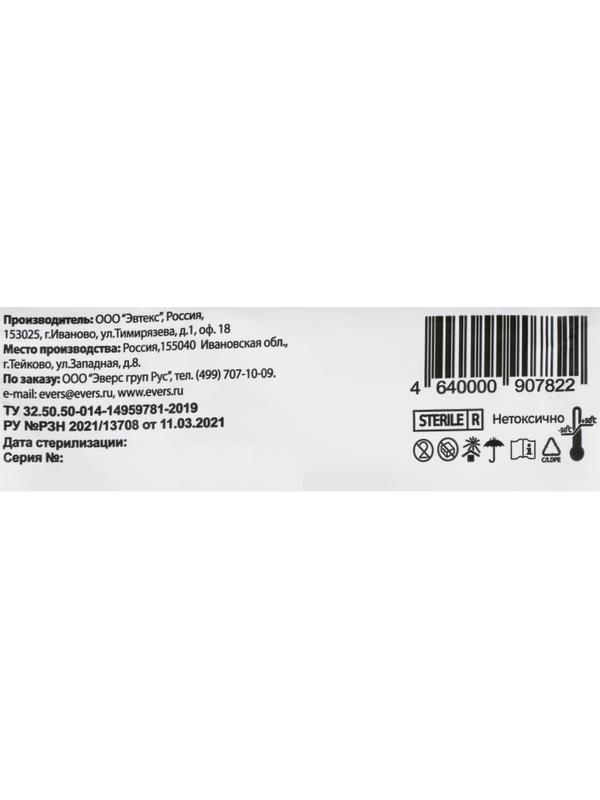 Производитель: ООО "Эвтекс", Россия,
153025, г.Иваново, ул.Тимирязева, д.1, оф. 18
Место производства: Россия,155040 Ивановская обл.,
г.Тейково, ул.Западная, д.8.
По заказу: ООО "Эверс груп Рус", тел. (499) 707-10-09.
e-mail: evers@evers.ru, www.evers.ru
ТУ 32.50.50-014-14959781-2019
РУ №РЗН 2021/13708 от 11.03.2021
Дата стерилизации:
Серия №:
4 640000 907822
STERILE R Нетоксично -50°C +50°C
C/LDPE